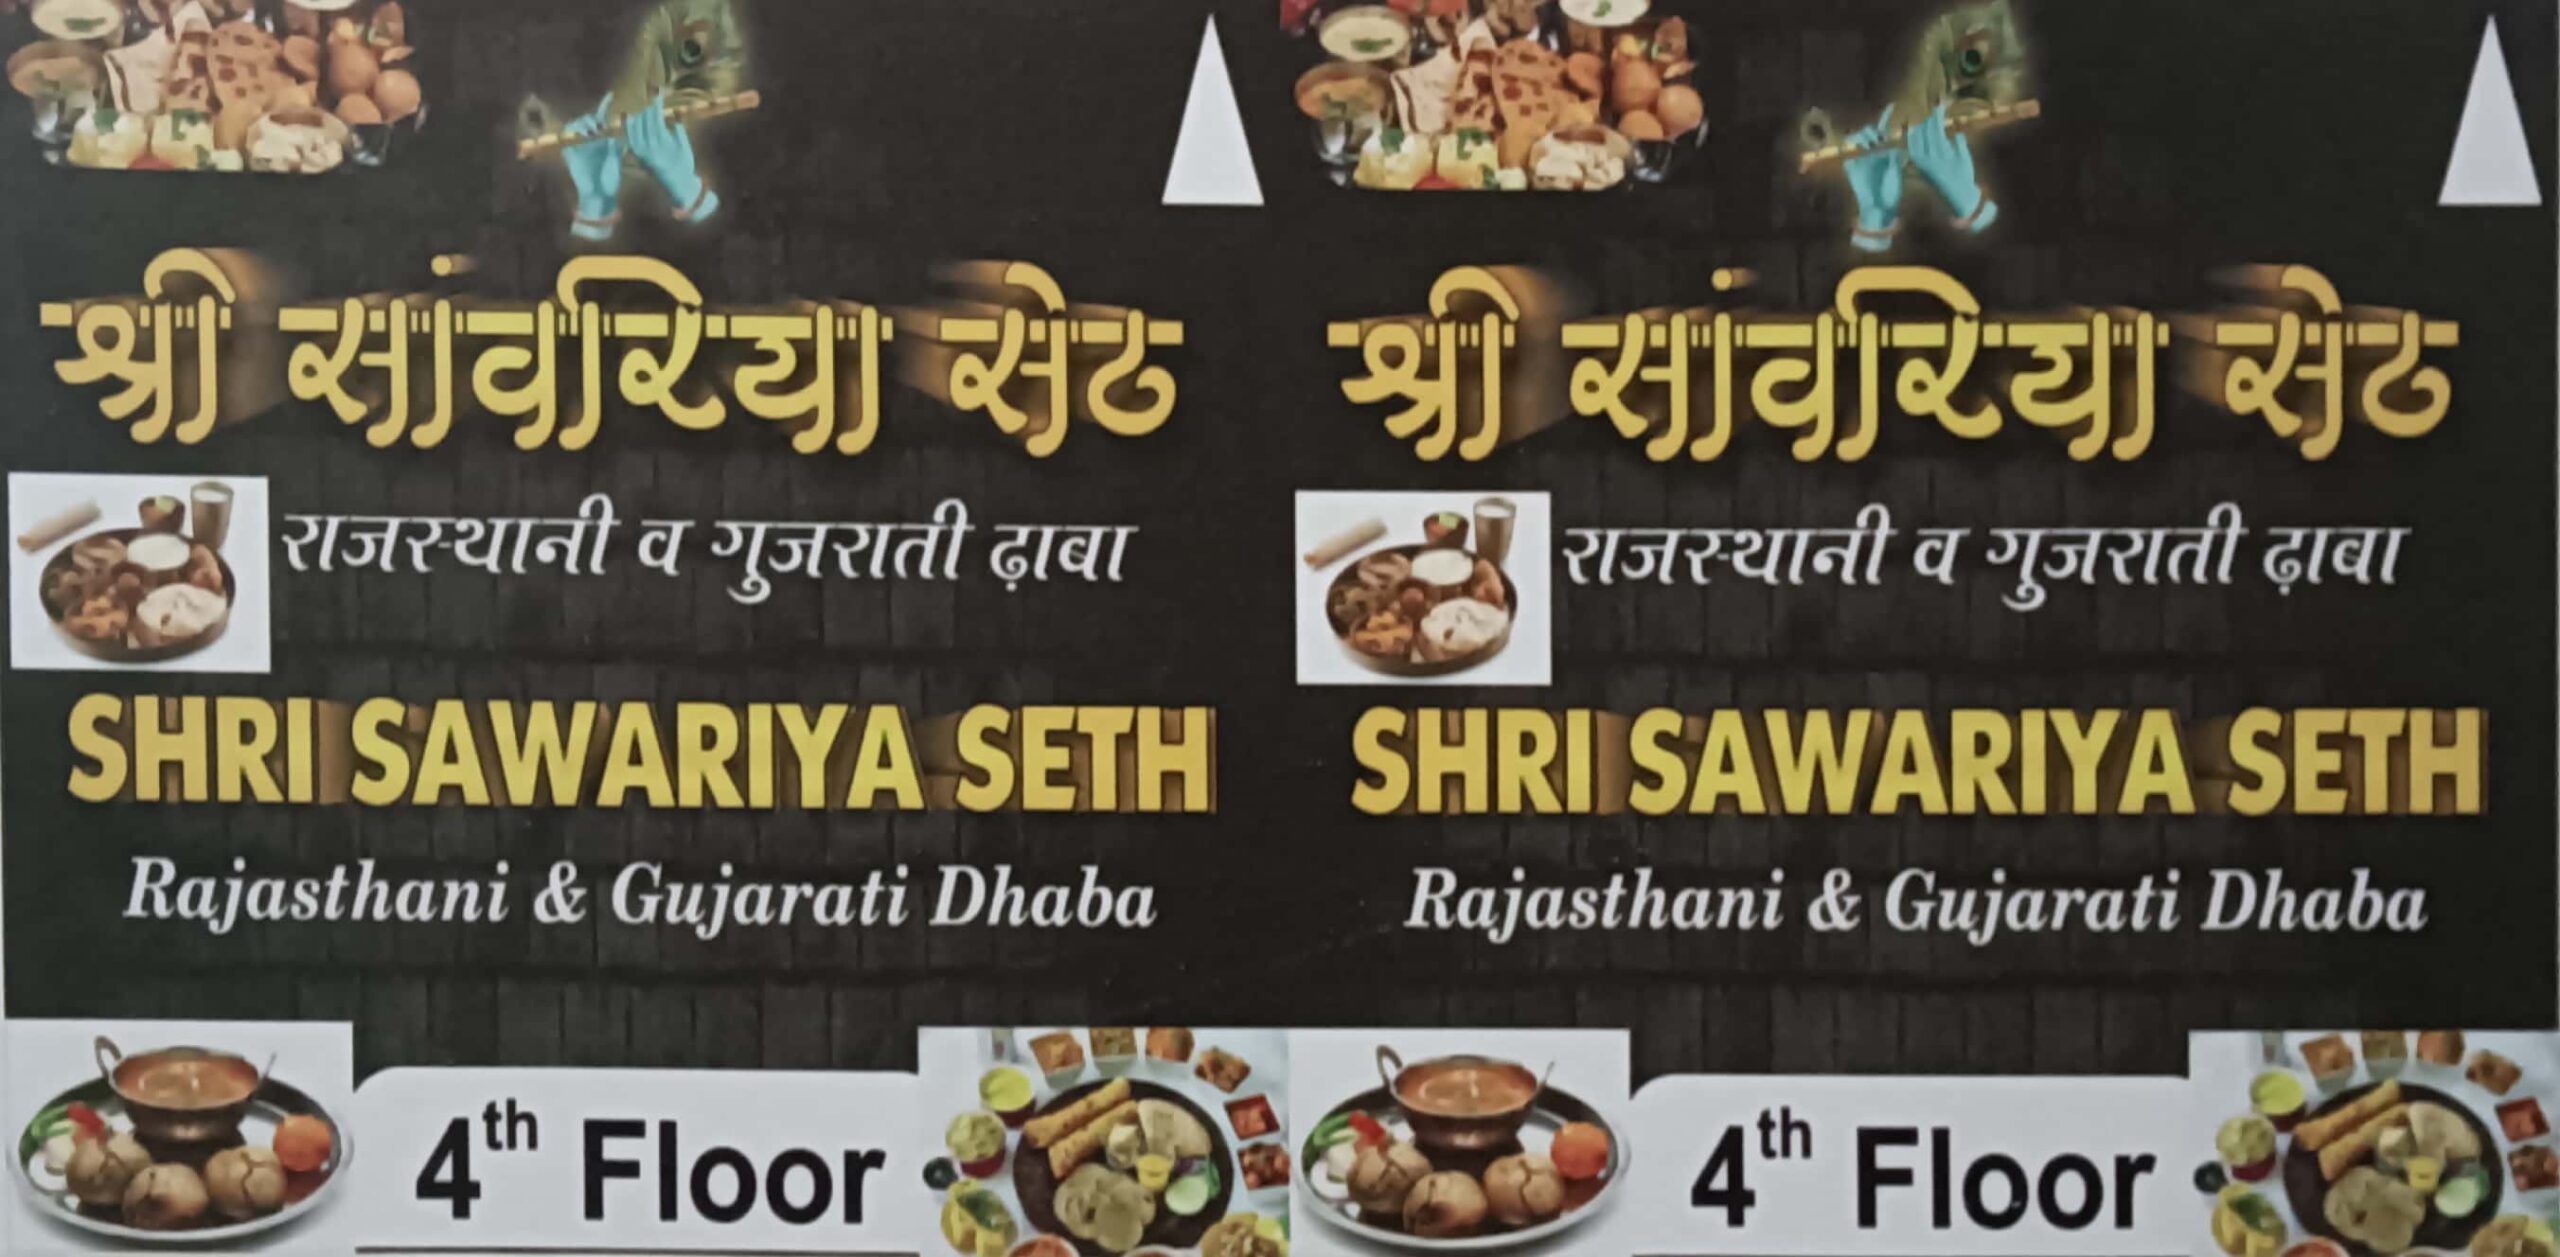 श्री सांवरिया सेठ
राजस्थानी व गुजराती ढ़ाबा
SHRI SAWARIYA SETH
Rajasthani & Gujarati Dhaba
4th Floor
श्री सांवरिया सेठ
राजस्थानी व गुजराती ढ़ाबा
SHRI SAWARIYA SETH
Rajasthani & Gujarati Dhaba
4th Floor